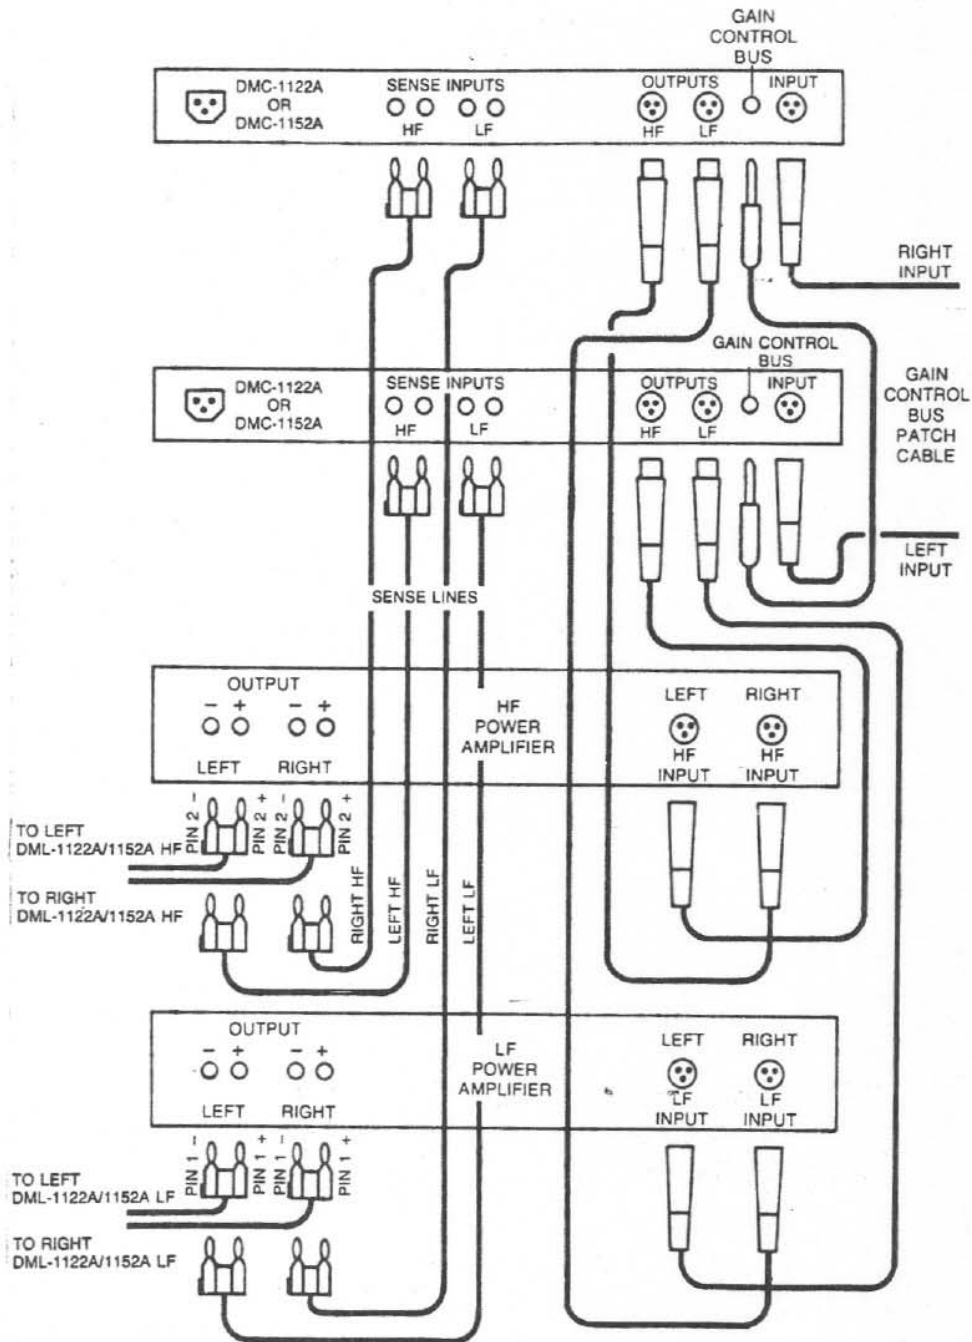 GAIN
CONTROL
BUS
DMC-1122A
OR
DMC-1152A
SENSE INPUTS
HF LF
OUTPUTS
HF LF
INPUT
RIGHT
INPUT
GAIN CONTROL
BUS
DMC-1122A
OR
DMC-1152A
SENSE INPUTS
HF LF
OUTPUTS
HF LF
INPUT
GAIN
CONTROL
BUS
PATCH
CABLE
LEFT
INPUT
SENSE LINES
OUTPUT
- + - +
LEFT RIGHT
HF
POWER
AMPLIFIER
LEFT RIGHT
HF HF
INPUT INPUT
PIN 2 -
PIN 2 +
PIN 2 -
PIN 2 +
TO LEFT
DML-1122A/1152A HF
TO RIGHT
DML-1122A/1152A HF
RIGHT HF
LEFT HF
RIGHT LF
LEFT LF
OUTPUT
- + - +
LEFT RIGHT
LF
POWER
AMPLIFIER
LEFT RIGHT
LF LF
INPUT INPUT
PIN 1 -
PIN 1 +
PIN 1 -
PIN 1 +
TO LEFT
DML-1122A/1152A LF
TO RIGHT
DML-1122A/1152A LF